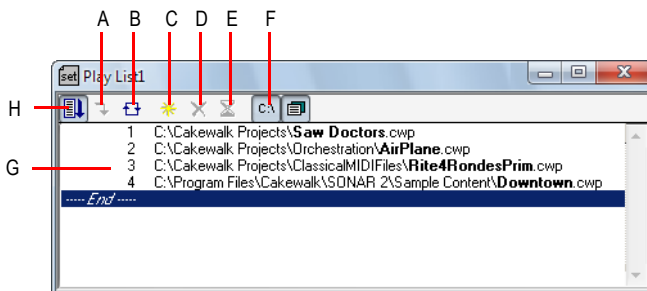 A B C D E F
set Play List1
H C:\
1 C:\Cakewalk Projects\Saw Doctors.cwp
2 C:\Cakewalk Projects\Orchestration\AirPlane.cwp
G 3 C:\Cakewalk Projects\ClassicalMIDIFiles\Rite4RondesPrim.cwp
4 C:\Program Files\Cakewalk\SONAR 2\Sample Content\Downtown.cwp
----- End -----